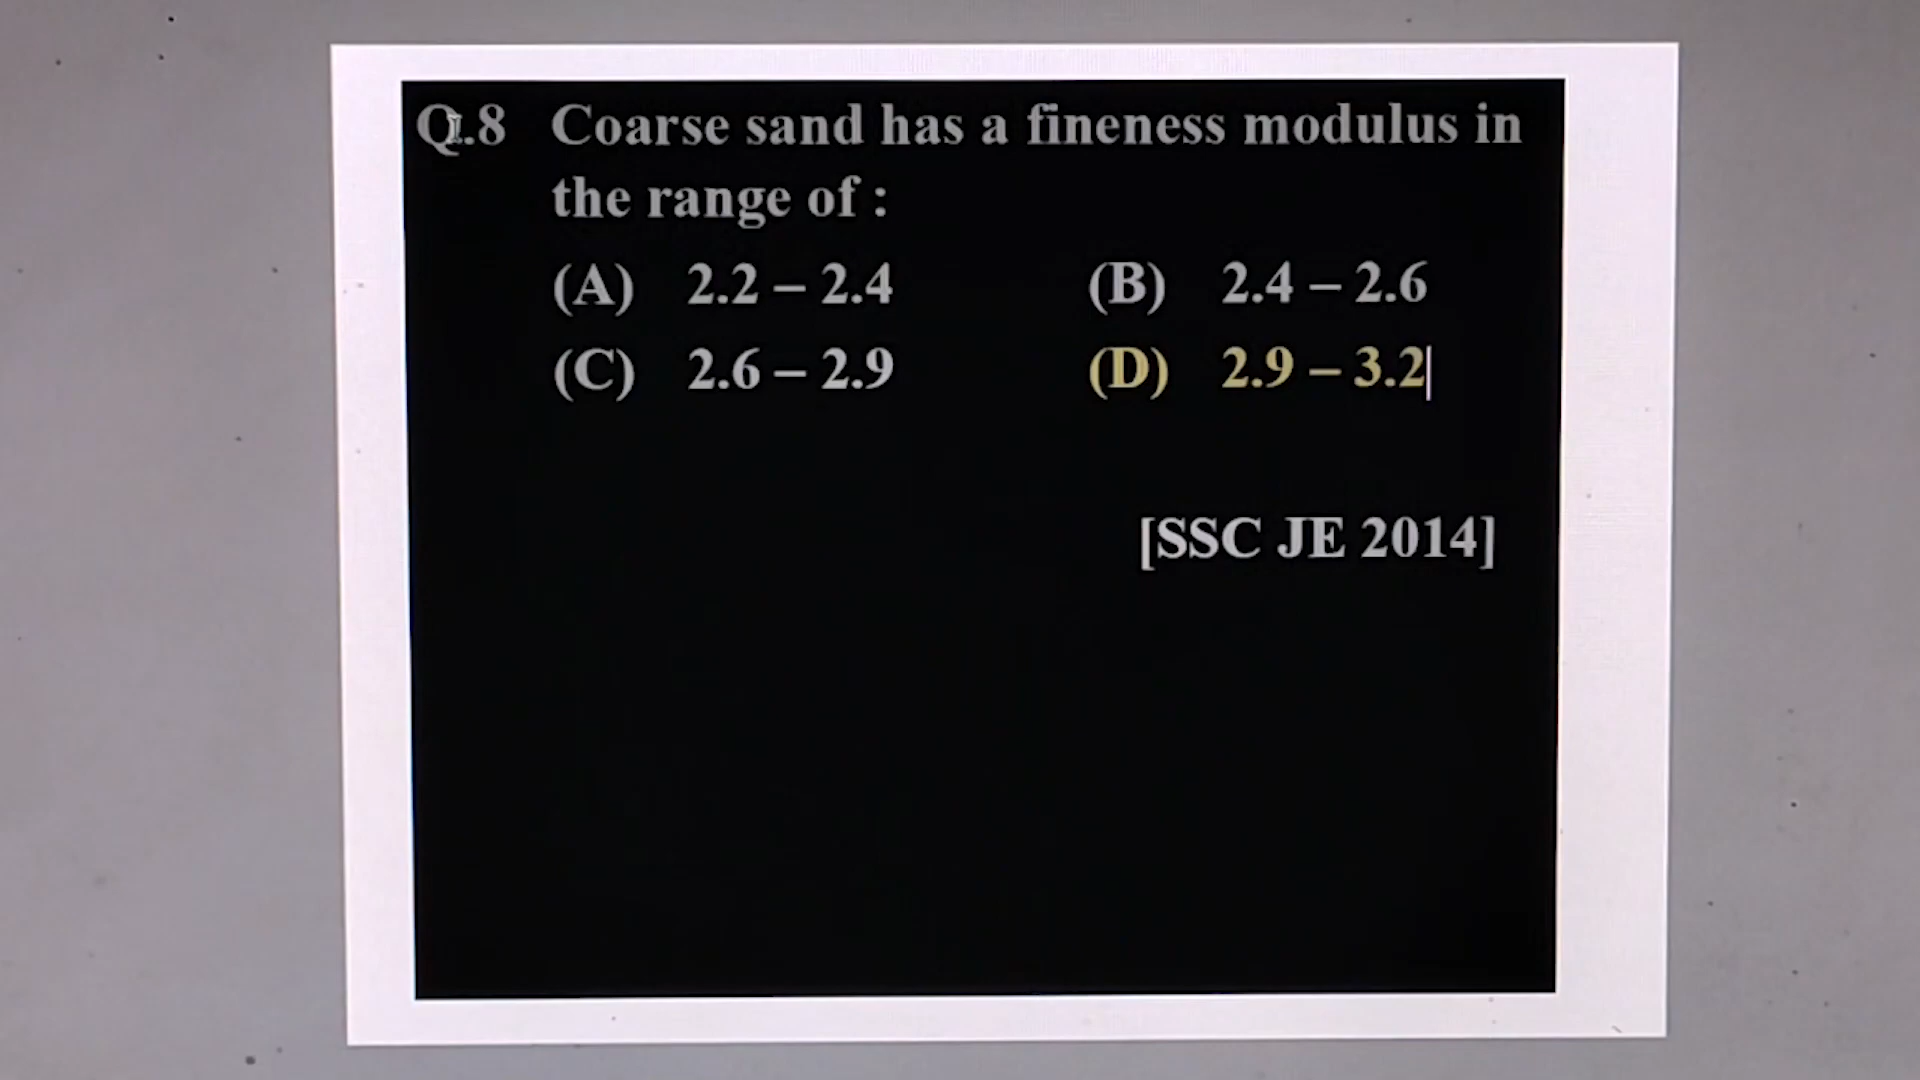 Q.8 Coarse sand has a fineness modulus in
the range of :
(A) 2.2 – 2.4 (B) 2.4 – 2.6
(C) 2.6 – 2.9 (D) 2.9 – 3.2
[SSC JE 2014]